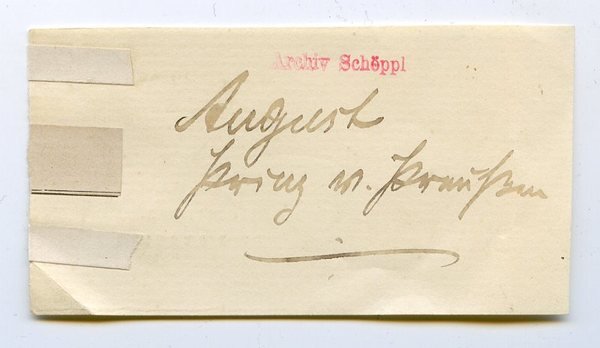 Archiv Schöppl
August
Prinz v. Preußen